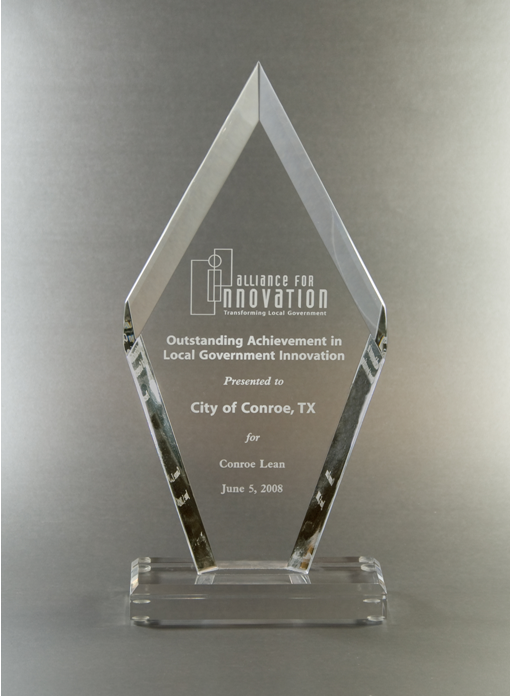 ALLIANCE FOR
INNOVATION
Transforming Local Government
Outstanding Achievement in
Local Government Innovation
Presented to
City of Conroe, TX
for
Conroe Lean
June 5, 2008